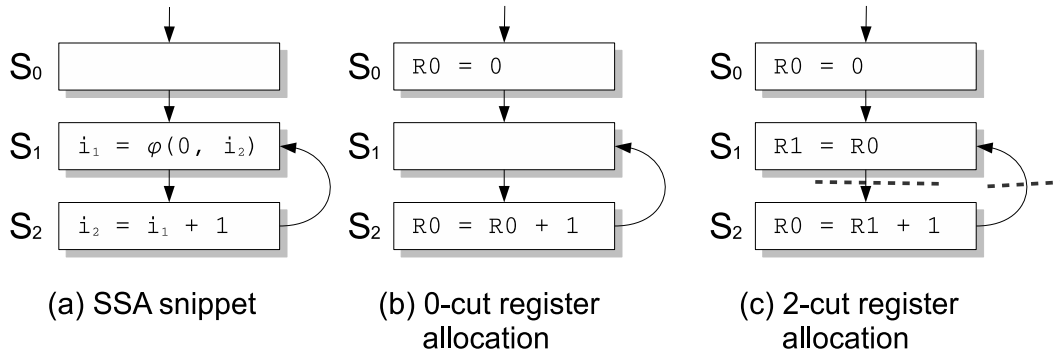 S₀
S₁ i₁ = φ(0, i₂)
S₂ i₂ = i₁ + 1
(a) SSA snippet
S₀ R0 = 0
S₁
S₂ R0 = R0 + 1
(b) 0-cut register
allocation
S₀ R0 = 0
S₁ R1 = R0
S₂ R0 = R1 + 1
(c) 2-cut register
allocation